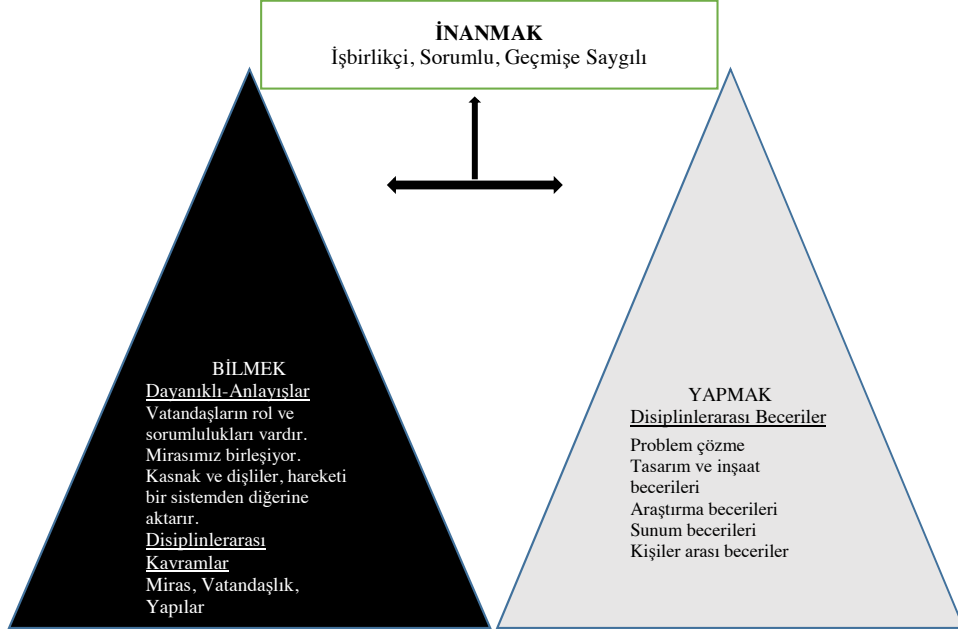 İNANMAK
İşbirlikçi, Sorumlu, Geçmişe Saygılı
BİLMEK
Dayanıklı-Anlayışlar
Vatandaşların rol ve
sorumlulukları vardır.
Mirasımız birleşiyor.
Kasnak ve dişliler, hareketi
bir sistemden diğerine
aktarır.
Disiplinlerarası
Kavramlar
Miras, Vatandaşlık,
Yapılar
YAPMAK
Disiplinlerarası Beceriler
Problem çözme
Tasarım ve inşaat
becerileri
Araştırma becerileri
Sunum becerileri
Kişiler arası beceriler